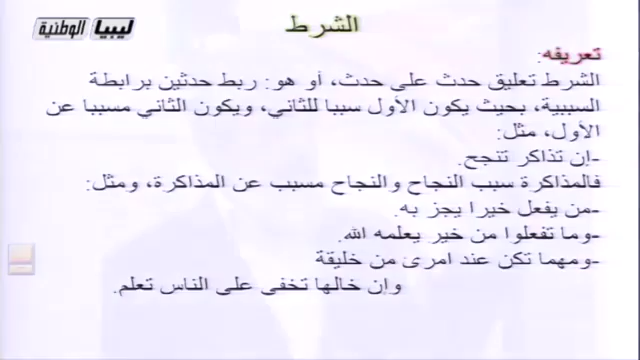 ليبيا الوطنية
الشرط
تعريفه:
الشرط تعليق حدث على حدث، أو هو: ربط حدثين برابطة
السببية، بحيث يكون الأول سببا للثاني، ويكون الثاني مسببا عن
الأول، مثل:
-إن تذاكر تنجح.
فالمذاكرة سبب النجاح والنجاح مسبب عن المذاكرة، ومثل:
-من يفعل خيرا يجز به.
-وما تفعلوا من خير يعلمه الله.
-ومهما تكن عند امرئ من خليقة
وإن خالها تخفى على الناس تعلم.